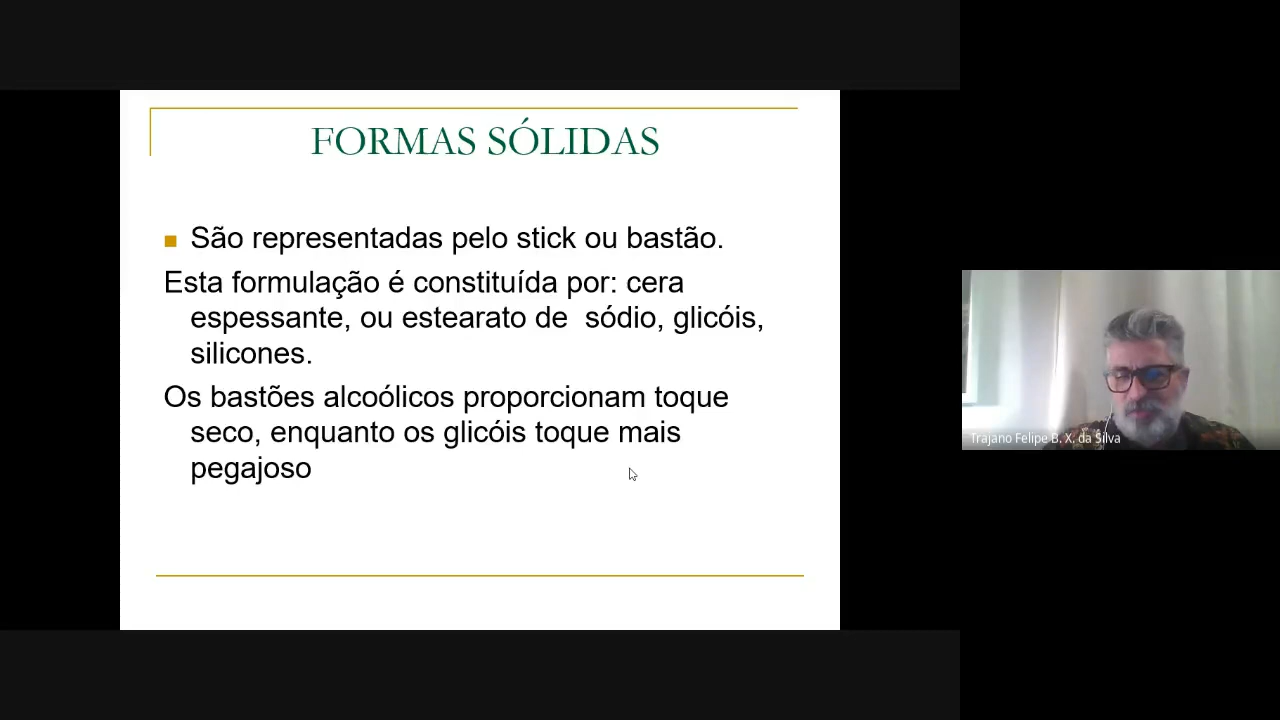 FORMAS SÓLIDAS
São representadas pelo stick ou bastão.
Esta formulação é constituída por: cera
espessante, ou estearato de sódio, glicóis,
silicones.
Os bastões alcoólicos proporcionam toque
seco, enquanto os glicóis toque mais
pegajoso
Trajano Felipe B. X. da Silva